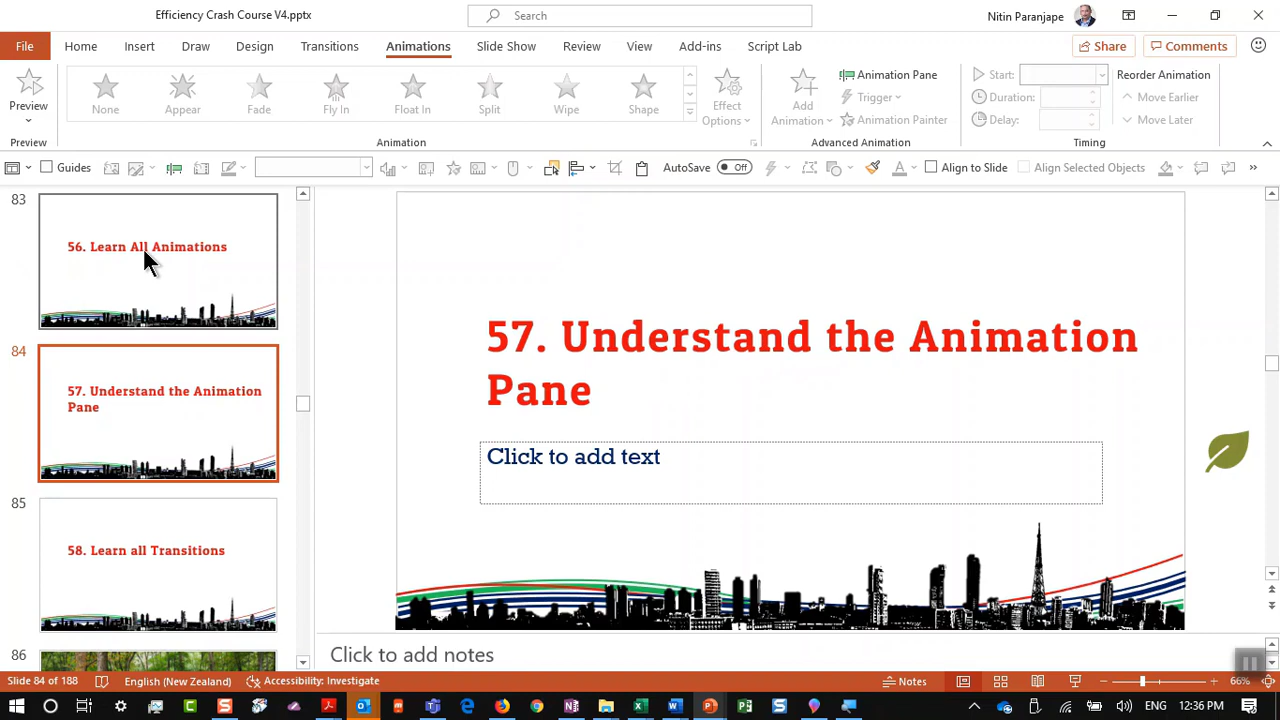 Efficiency Crash Course V4.pptx
Search
Nitin Paranjape
File
Home
Insert
Draw
Design
Transitions
Animations
Slide Show
Review
View
Add-ins
Script Lab
Share
Comments
Preview
Preview
None
Appear
Fade
Fly In
Float In
Split
Wipe
Shape
Animation
Effect
Options
Add
Animation
Animation Pane
Trigger
Animation Painter
Advanced Animation
Start:
Duration:
Delay:
Reorder Animation
Move Earlier
Move Later
Timing
Guides
AutoSave
Off
Align to Slide
Align Selected Objects
83
56. Learn All Animations
84
57. Understand the Animation
Pane
85
58. Learn all Transitions
86
57. Understand the Animation
Pane
Click to add text
Click to add notes
Slide 84 of 188
English (New Zealand)
Accessibility: Investigate
Notes
66%
ENG
12:36 PM